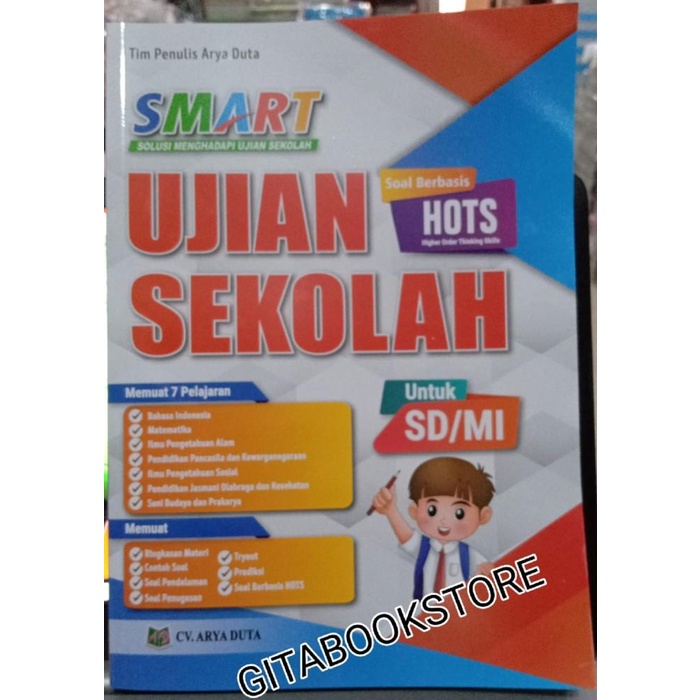 Tim Penulis Arya Duta
SMART
SOLUSI MENGHADAPI UJIAN SEKOLAH
UJIAN
SEKOLAH
Soal Berbasis
HOTS
Higher Order Thinking Skills
Untuk
SD/MI
Memuat 7 Pelajaran
Bahasa Indonesia
Matematika
Ilmu Pengetahuan Alam
Pendidikan Pancasila dan Kewarganegaraan
Ilmu Pengetahuan Sosial
Pendidikan Jasmani Olahraga dan Kesehatan
Seni Budaya dan Prakarya
Memuat
Ringkasan Materi
Contoh Soal
Soal Pendalaman
Soal Penugasan
Tryout
Prediksi
Soal Berbasis HOTS
CV. ARYA DUTA
GITABOOKSTORE